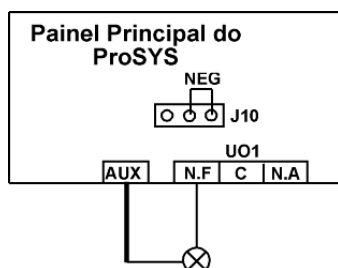 Painel Principal do
ProSYS
NEG
J10
UO1
AUX N.F C N.A